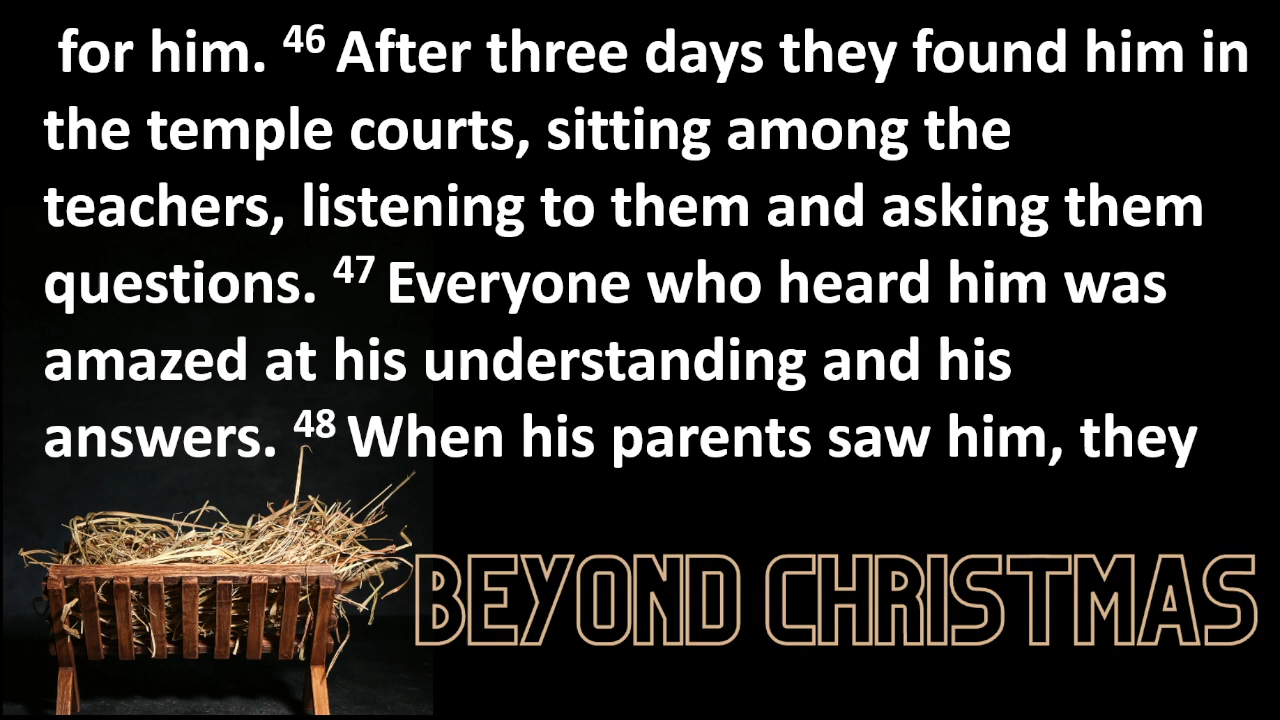 for him. 46 After three days they found him in
the temple courts, sitting among the
teachers, listening to them and asking them
questions. 47 Everyone who heard him was
amazed at his understanding and his
answers. 48 When his parents saw him, they
BEYOND CHRISTMAS